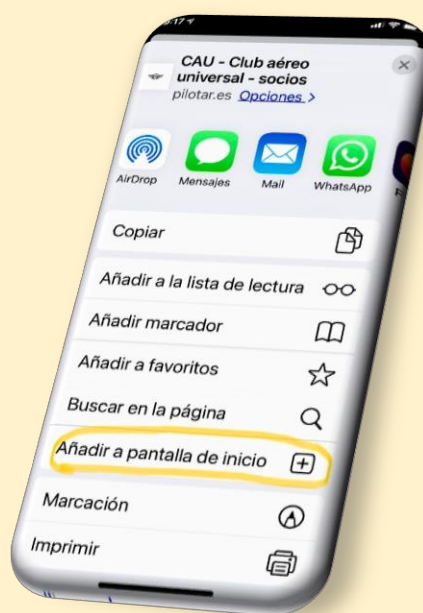 CAU - Club aéreo
universal - socios
pilotar.es Opciones >
AirDrop
Mensajes
Mail
WhatsApp
Copiar
Añadir a la lista de lectura
Añadir marcador
Añadir a favoritos
Buscar en la página
Añadir a pantalla de inicio
Marcación
Imprimir